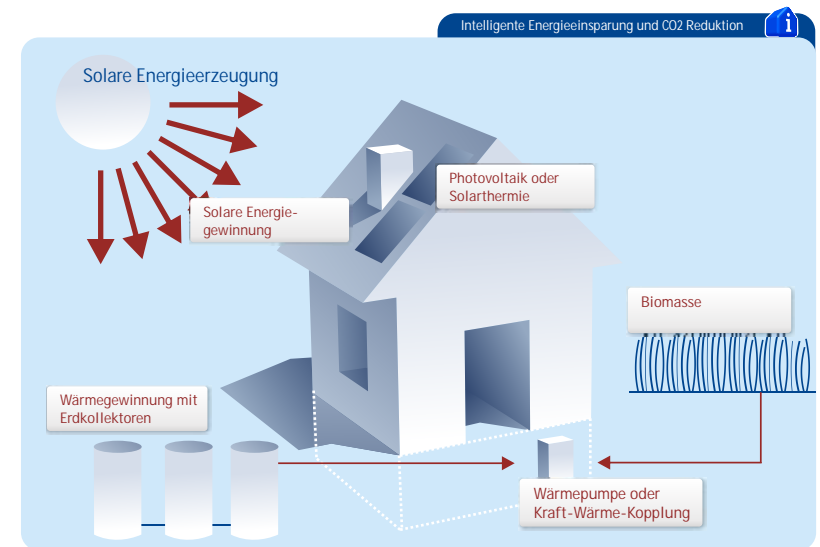 Intelligente Energieeinsparung und CO2 Reduktion
i
Solare Energieerzeugung
Photovoltaik oder
Solarthermie
Solare Energie-
gewinnung
Biomasse
Wärmegewinnung mit
Erdkollektoren
Wärmepumpe oder
Kraft-Wärme-Kopplung